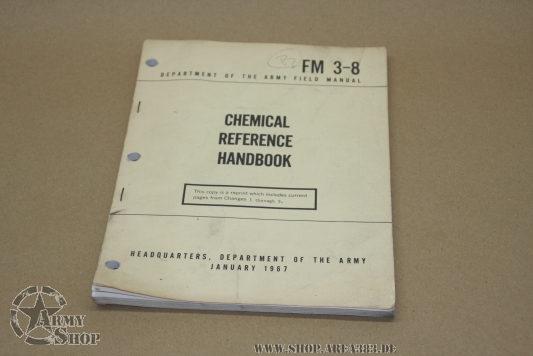 FM 3-8
DEPARTMENT OF THE ARMY FIELD MANUAL
CHEMICAL
REFERENCE
HANDBOOK
This copy is a reprint which includes current
pages from Changes 1 through 3.
HEADQUARTERS, DEPARTMENT OF THE ARMY
JANUARY 1967
ARMY
SHOP
WWW.SHOP.AREA283.DE